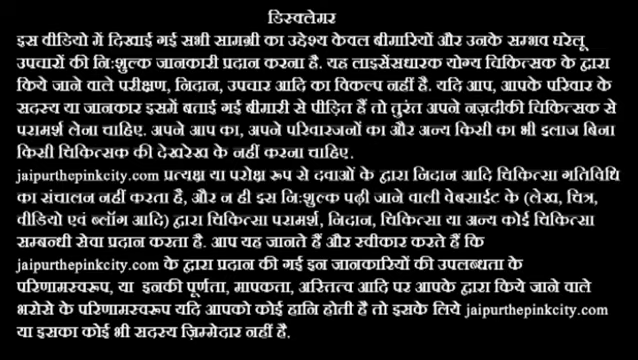 डिस्क्लेमर
इस वीडियो में दिखाई गई सभी सामग्री का उद्देश्य केवल बीमारियों और उनके सम्भव घरेलू
उपचारों की नि:शुल्क जानकारी प्रदान करना है. यह लाइसेंसधारक योग्य चिकित्सक के द्वारा
किये जाने वाले परीक्षण, निदान, उपचार आदि का विकल्प नहीं है. यदि आप, आपके परिवार के
सदस्य या जानकार इसमें बताई गई बीमारी से पीड़ित हैं तो तुरंत अपने नज़दीकी चिकित्सक से
परामर्श लेना चाहिए. अपने आप का, अपने परिवारजनों का और अन्य किसी का भी इलाज बिना
किसी चिकित्सक की देखरेख के नहीं करना चाहिए.
jaipurthepinkcity.com प्रत्यक्ष या परोक्ष रूप से दवाओं के द्वारा निदान आदि चिकित्सा गतिविधि
का संचालन नहीं करता है, और न ही इस नि:शुल्क पढ़ी जाने वाली वेबसाईट के (लेख, चित्र,
वीडियो एवं ब्लॉग आदि) द्वारा चिकित्सा परामर्श, निदान, चिकित्सा या अन्य कोई चिकित्सा
सम्बन्धी सेवा प्रदान करता है. आप यह जानते हैं और स्वीकार करते हैं कि
jaipurthepinkcity.com के द्वारा प्रदान की गई इन जानकारियों की उपलब्धता के
परिणामस्वरूप, या इनकी पूर्णता, मापकता, अस्तित्व आदि पर आपके द्वारा किये जाने वाले
भरोसे के परिणामस्वरूप यदि आपको कोई हानि होती है तो इसके लिये jaipurthepinkcity.com
या इसका कोई भी सदस्य ज़िम्मेदार नहीं है.